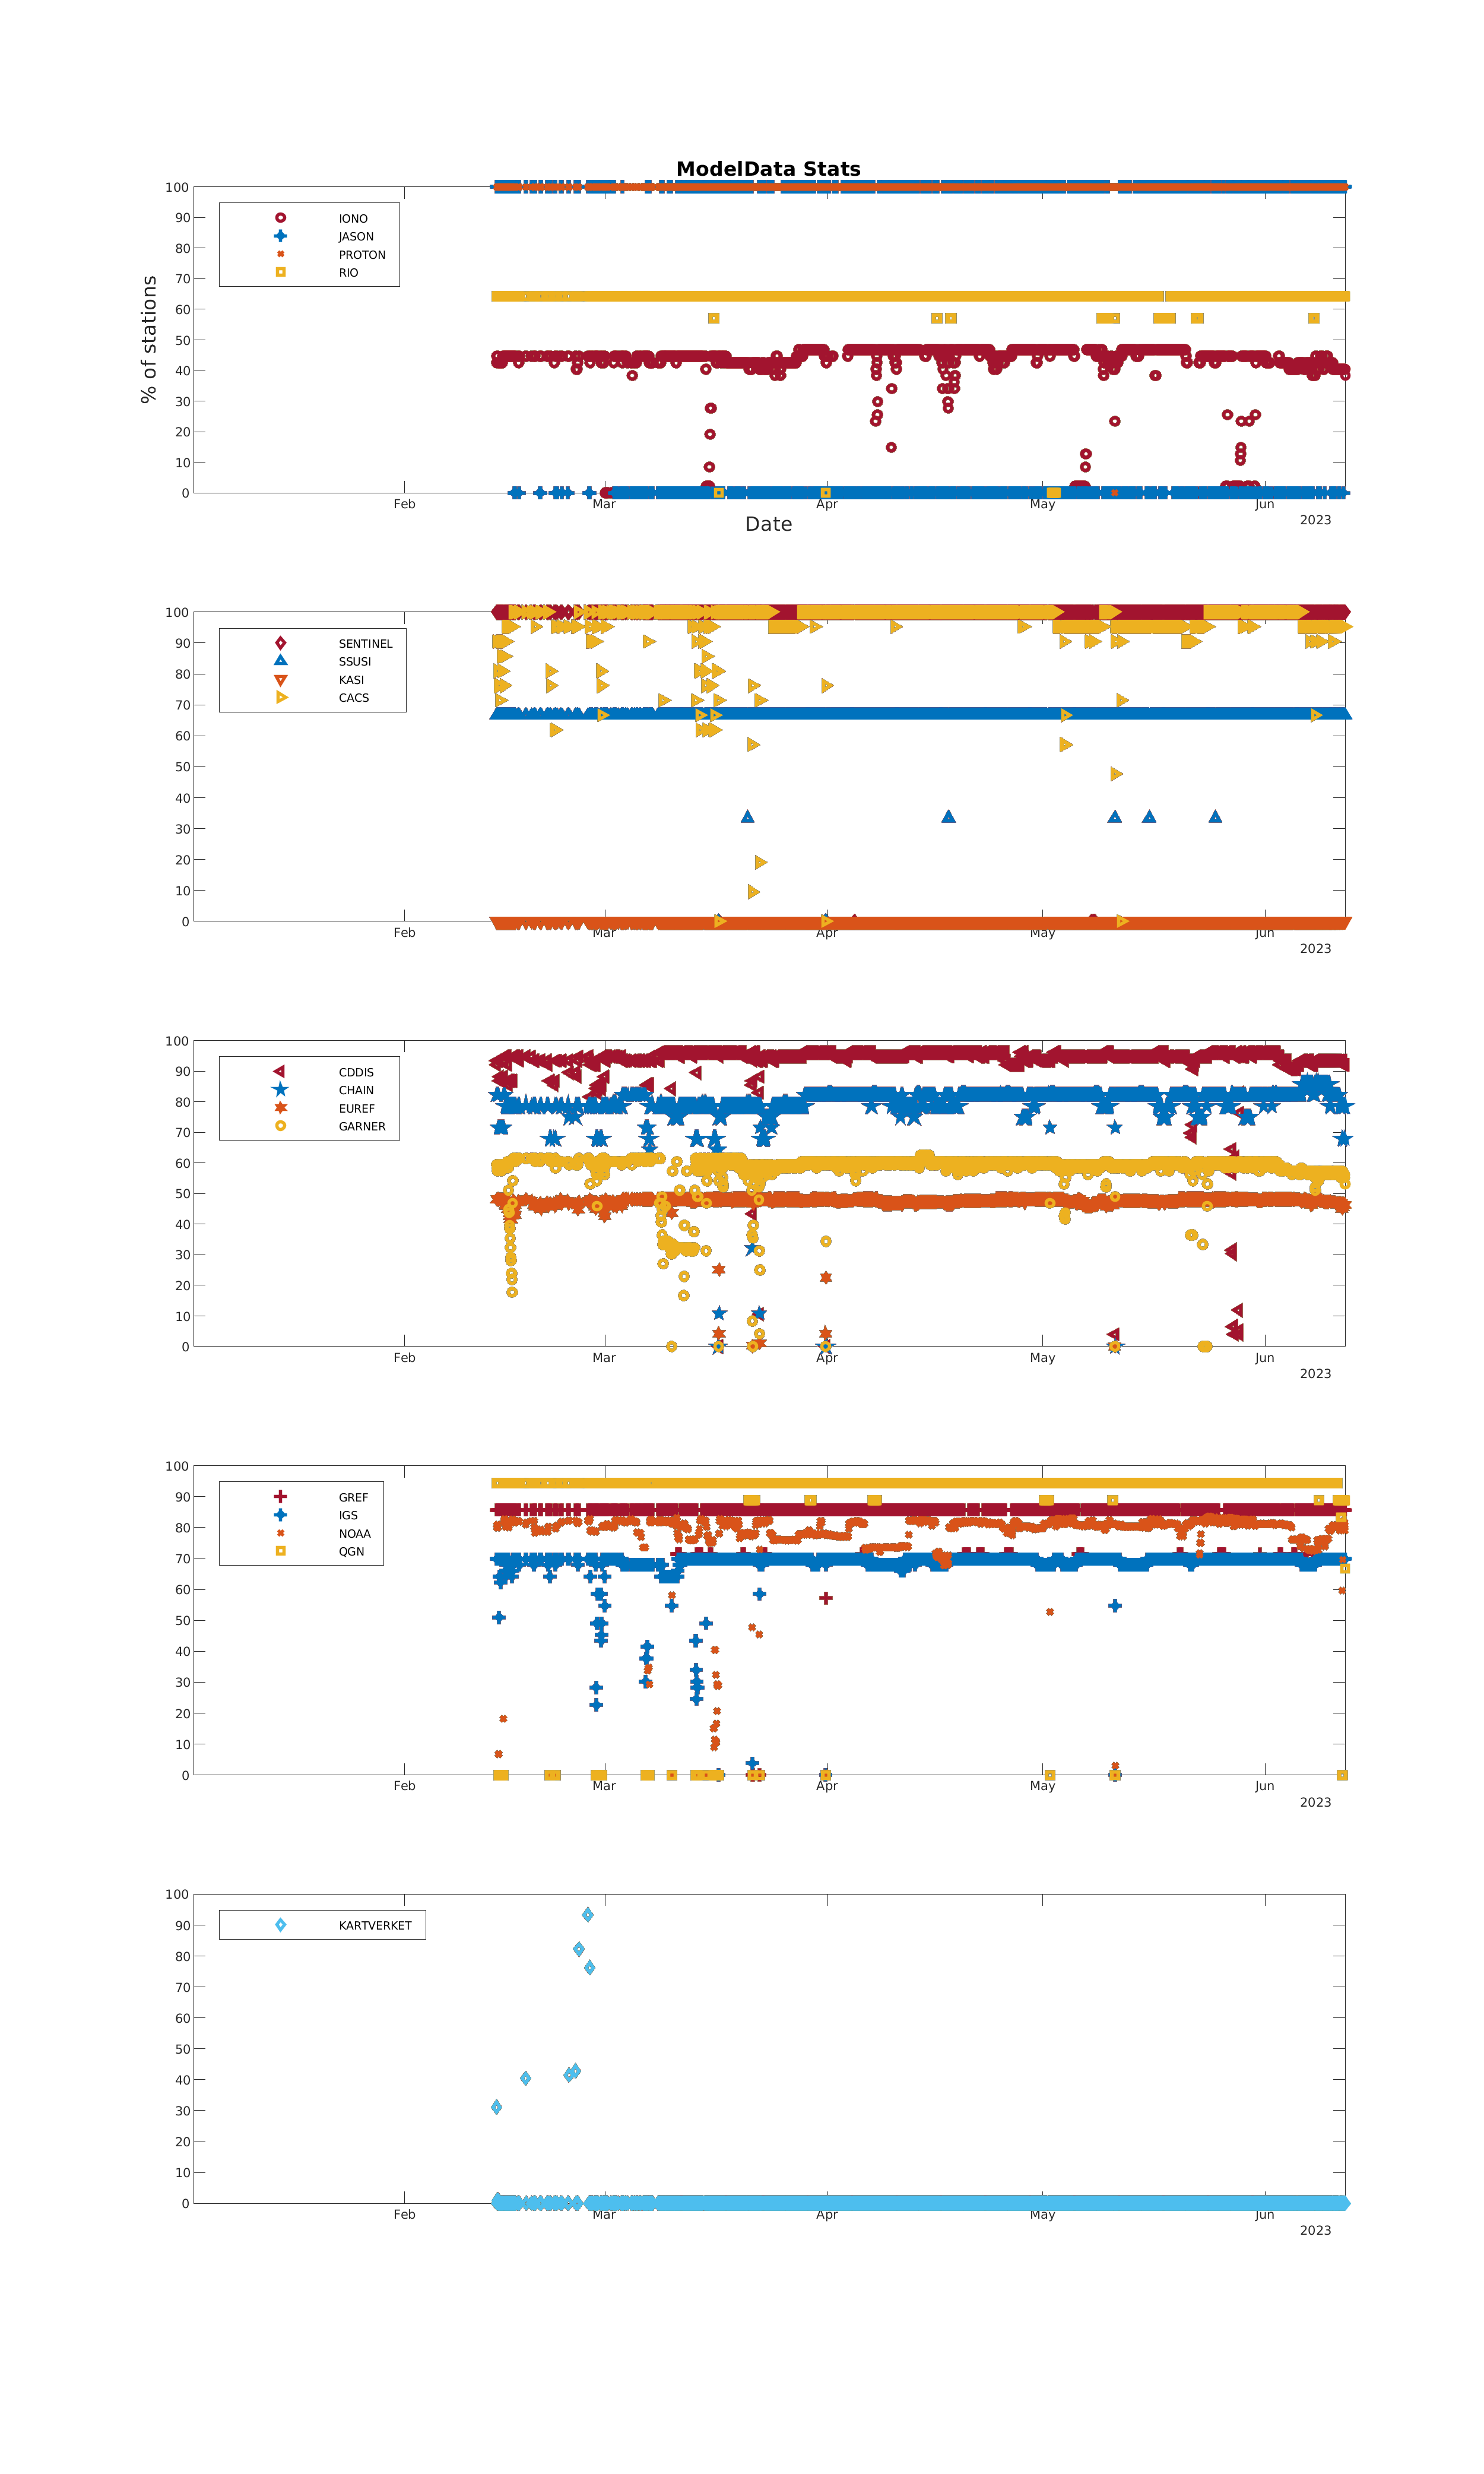 ModelData Stats
100
90
80
70
60
50
40
30
20
10
0
% of stations
IONO
JASON
PROTON
RIO
Feb Mar Apr May Jun
2023
Date
100
90
80
70
60
50
40
30
20
10
0
SENTINEL
SSUSI
KASI
CACS
Feb Mar Apr May Jun
2023
100
90
80
70
60
50
40
30
20
10
0
CDDIS
CHAIN
EUREF
GARNER
Feb Mar Apr May Jun
2023
100
90
80
70
60
50
40
30
20
10
0
GREF
IGS
NOAA
QGN
Feb Mar Apr May Jun
2023
100
90
80
70
60
50
40
30
20
10
0
KARTVERKET
Feb Mar Apr May Jun
2023